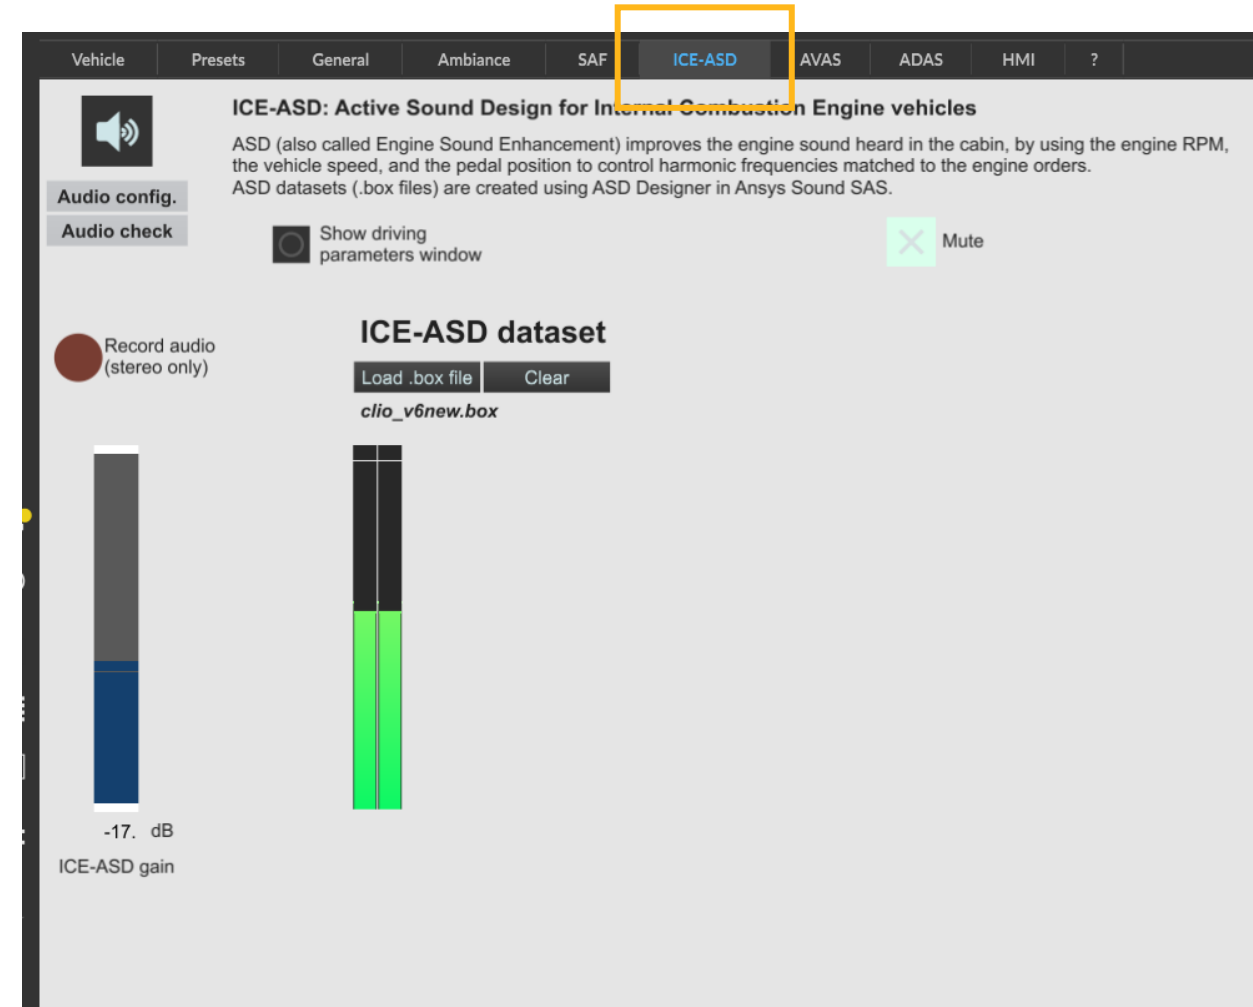 Vehicle Presets General Ambiance SAF ICE-ASD AVAS ADAS HMI ?
ICE-ASD: Active Sound Design for Internal Combustion Engine vehicles
ASD (also called Engine Sound Enhancement) improves the engine sound heard in the cabin, by using the engine RPM,
the vehicle speed, and the pedal position to control harmonic frequencies matched to the engine orders.
ASD datasets (.box files) are created using ASD Designer in Ansys Sound SAS.
Audio config.
Audio check
Show driving
parameters window
Mute
Record audio
(stereo only)
ICE-ASD dataset
Load .box file Clear
clio_v6new.box
-17. dB
ICE-ASD gain